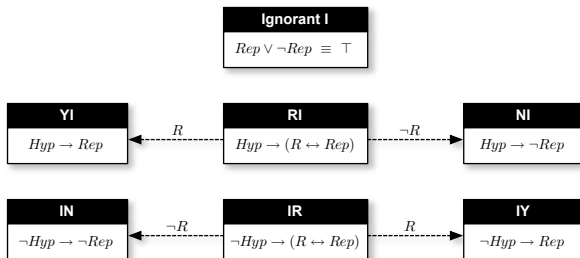 Ignorant I
Rep ∨ ¬Rep ≡ ⊤
YI
Hyp → Rep
R
RI
Hyp → (R ↔ Rep)
¬R
NI
Hyp → ¬Rep
IN
¬Hyp → ¬Rep
¬R
IR
¬Hyp → (R ↔ Rep)
R
IY
¬Hyp → Rep